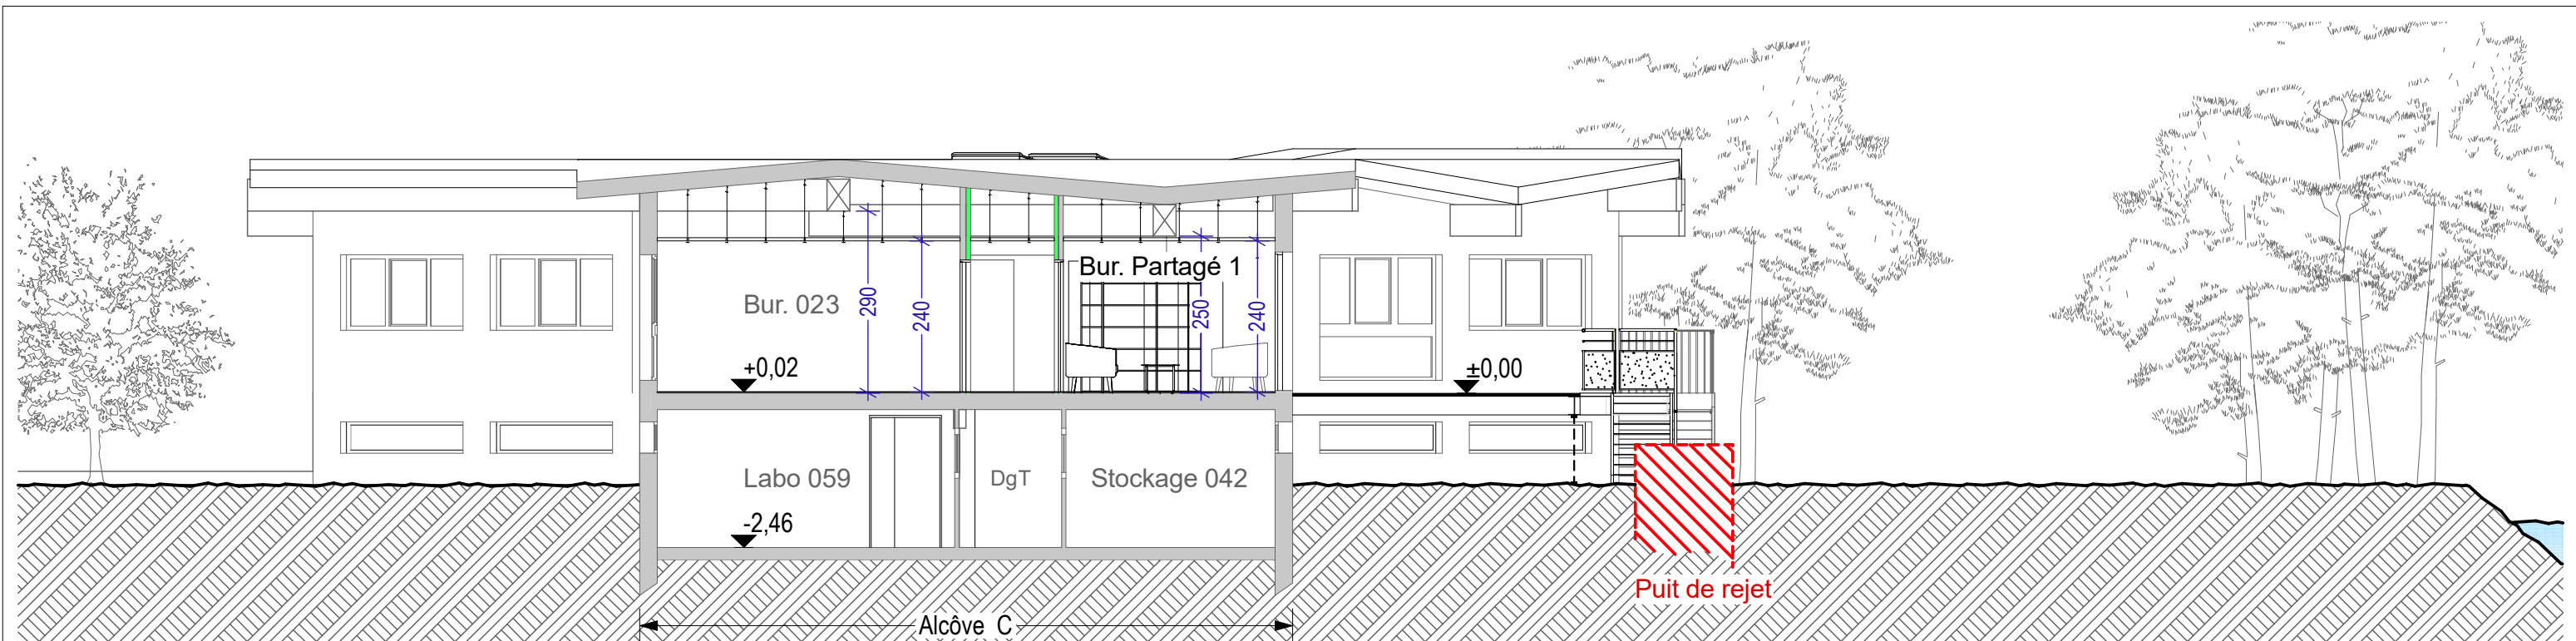 Bur. Partagé 1
Bur. 023
290
240
250
240
+0,02
±0,00
Labo 059
DgT
Stockage 042
-2,46
Puit de rejet
Alcôve C